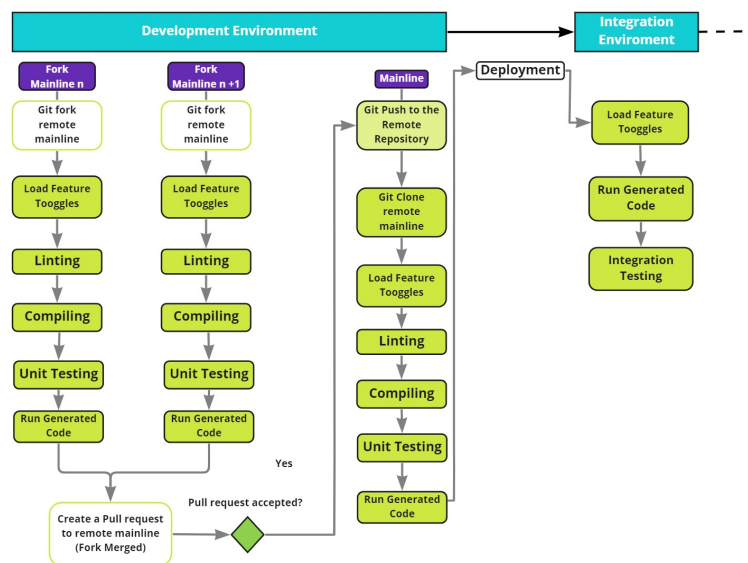 Development Environment
Integration
Enviroment
Fork
Mainline n
Git fork
remote
mainline
Load Feature
Tooggles
Linting
Compiling
Unit Testing
Run Generated
Code
Fork
Mainline n +1
Git fork
remote
mainline
Load Feature
Tooggles
Linting
Compiling
Unit Testing
Run Generated
Code
Create a Pull request
to remote mainline
(Fork Merged)
Pull request accepted?
Yes
Mainline
Git Push to the
Remote
Repository
Git Clone
remote
mainline
Load Feature
Tooggles
Linting
Compiling
Unit Testing
Run Generated
Code
Deployment
Load Feature
Tooggles
Run Generated
Code
Integration
Testing